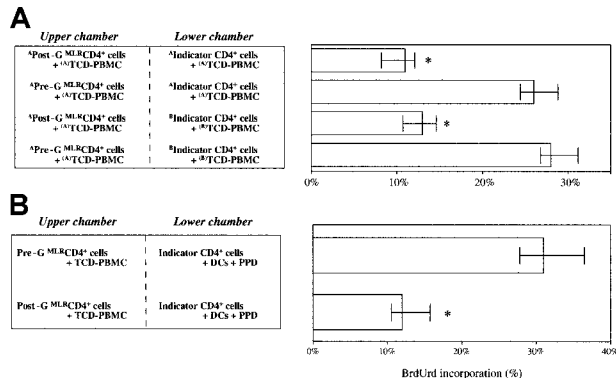 A
Upper chamber Lower chamber
ᴬPost-G ᴹᴸᴿCD4⁺ cells ᴬIndicator CD4⁺ cells
+ ⁽ᴬ⁾TCD-PBMC + ⁽ᴬ⁾TCD-PBMC
*
ᴬPre-G ᴹᴸᴿCD4⁺ cells ᴬIndicator CD4⁺ cells
+ ⁽ᴬ⁾TCD-PBMC + ⁽ᴬ⁾TCD-PBMC
ᴬPost-G ᴹᴸᴿCD4⁺ cells ᴮIndicator CD4⁺ cells
+ ⁽ᴬ⁾TCD-PBMC + ⁽ᴮ⁾TCD-PBMC
*
ᴬPre-G ᴹᴸᴿCD4⁺ cells ᴮIndicator CD4⁺ cells
+ ⁽ᴬ⁾TCD-PBMC + ⁽ᴮ⁾TCD-PBMC
0% 10% 20% 30%
B
Upper chamber Lower chamber
Pre-G ᴹᴸᴿCD4⁺ cells Indicator CD4⁺ cells
+ TCD-PBMC + DCs + PPD
Post-G ᴹᴸᴿCD4⁺ cells Indicator CD4⁺ cells
+ TCD-PBMC + DCs + PPD
*
0% 10% 20% 30% 40%
BrdUrd incorporation (%)